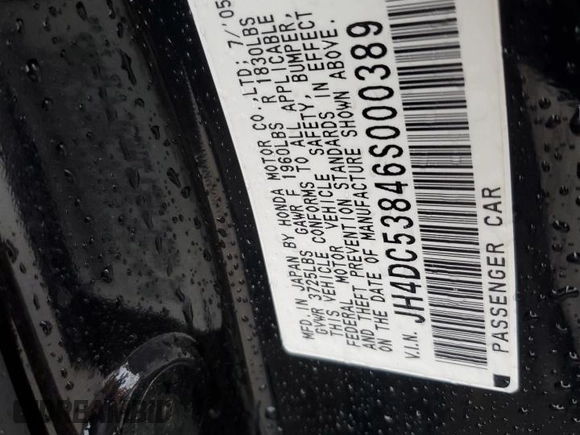 MFD. IN JAPAN BY HONDA MOTOR CO.,LTD; 7/'05
GVWR 3725LBS GAWR F 1960LBS R 1830LBS
THIS VEHICLE CONFORMS TO ALL APPLICABLE
FEDERAL MOTOR VEHICLE SAFETY, BUMPER,
AND THEFT PREVENTION STANDARDS IN EFFECT
ON THE DATE OF MANUFACTURE SHOWN ABOVE.
V.I.N. JH4DC53846S000389
PASSENGER CAR